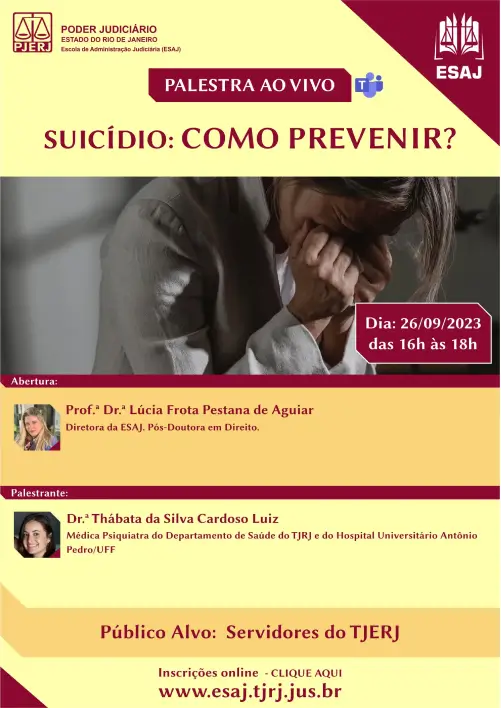 PJERJ
PODER JUDICIÁRIO
ESTADO DO RIO DE JANEIRO
Escola de Administração Judiciária (ESAJ)
ESAJ
PALESTRA AO VIVO
T
SUICÍDIO: COMO PREVENIR?
Dia: 26/09/2023
das 16h às 18h
Abertura:
Prof.ª Dr.ª Lúcia Frota Pestana de Aguiar
Diretora da ESAJ. Pós-Doutora em Direito.
Palestrante:
Dr.ª Thábata da Silva Cardoso Luiz
Médica Psiquiatra do Departamento de Saúde do TJRJ e do Hospital Universitário Antônio
Pedro/UFF
Público Alvo: Servidores do TJERJ
Inscrições online - CLIQUE AQUI
www.esaj.tjrj.jus.br